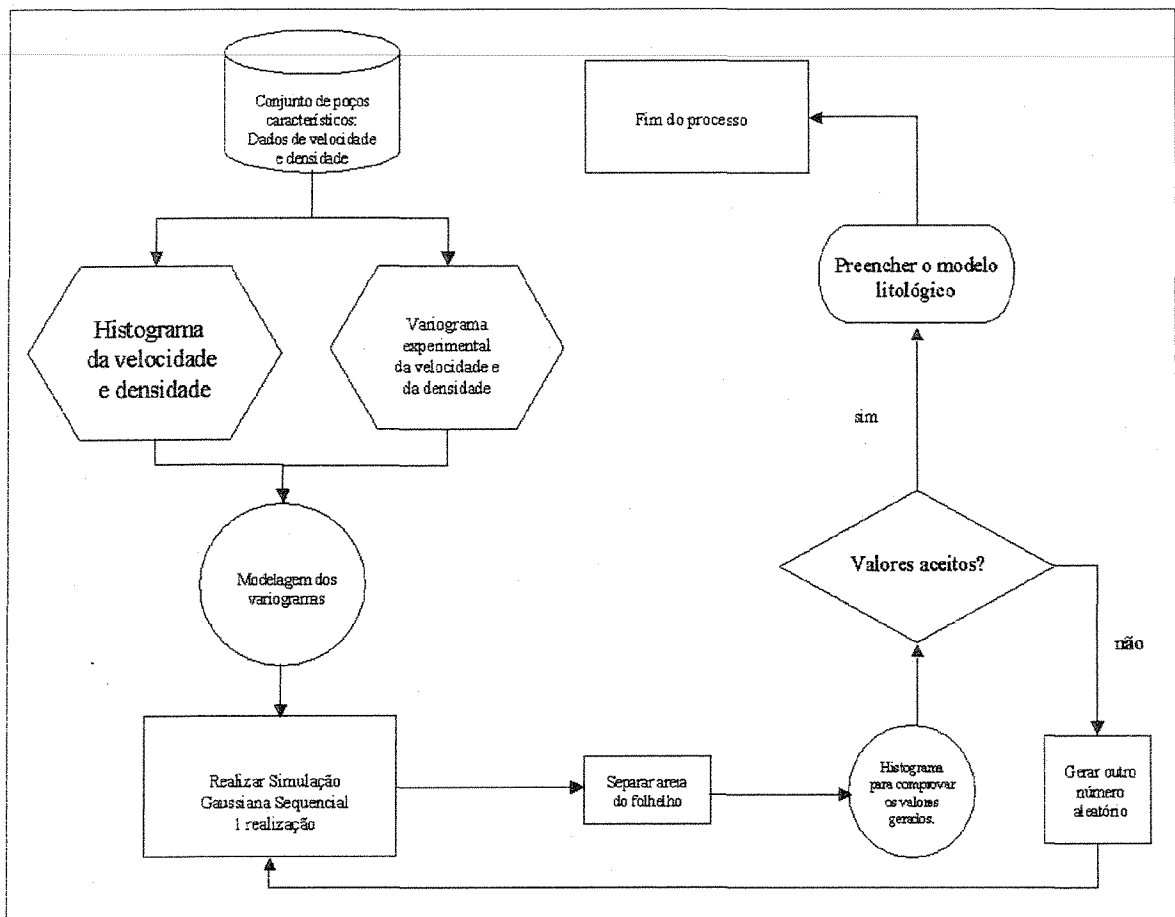 Conjunto de poços
característicos:
Dados de velocidade
e densidade
Histograma
da velocidade
e densidade
Variograma
experimental
da velocidade e
da densidade
Modelagem dos
variogramas
Realizar Simulação
Gaussiana Sequencial
1 realização
Separar areia
do folhelho
Histograma
para comprovar
os valores
gerados.
Valores aceitos?
sim
não
Gerar outro
número
aleatório
Preencher o modelo
litológico
Fim do processo